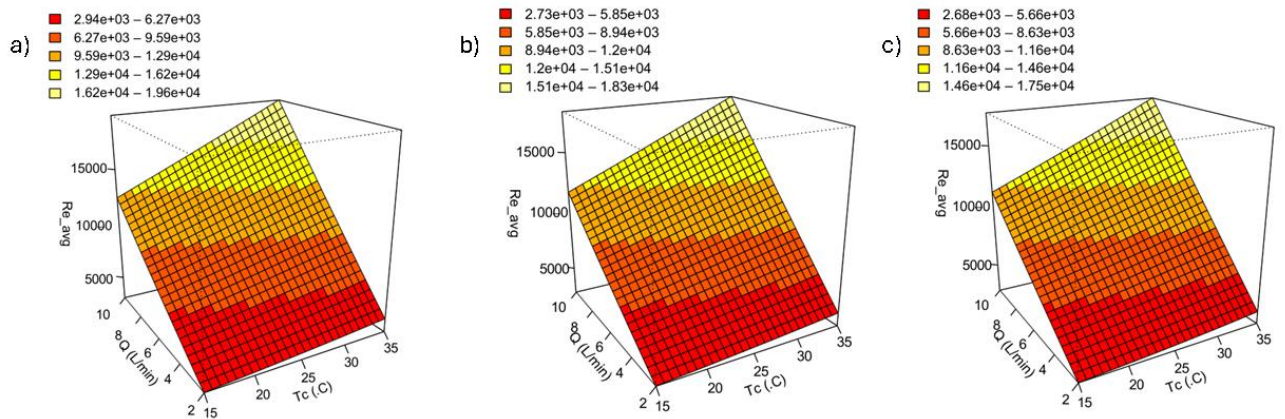 a)
2.94e+03 – 6.27e+03
6.27e+03 – 9.59e+03
9.59e+03 – 1.29e+04
1.29e+04 – 1.62e+04
1.62e+04 – 1.96e+04
15000
10000
5000
Re_avg
10
8
6
4
2
Q (L/min)
15
20
25
30
35
Tc (.C)
b)
2.73e+03 – 5.85e+03
5.85e+03 – 8.94e+03
8.94e+03 – 1.2e+04
1.2e+04 – 1.51e+04
1.51e+04 – 1.83e+04
15000
10000
5000
Re_avg
10
8
6
4
2
Q (L/min)
15
20
25
30
35
Tc (.C)
c)
2.68e+03 – 5.66e+03
5.66e+03 – 8.63e+03
8.63e+03 – 1.16e+04
1.16e+04 – 1.46e+04
1.46e+04 – 1.75e+04
15000
10000
5000
Re_avg
10
8
6
4
2
Q (L/min)
15
20
25
30
35
Tc (.C)